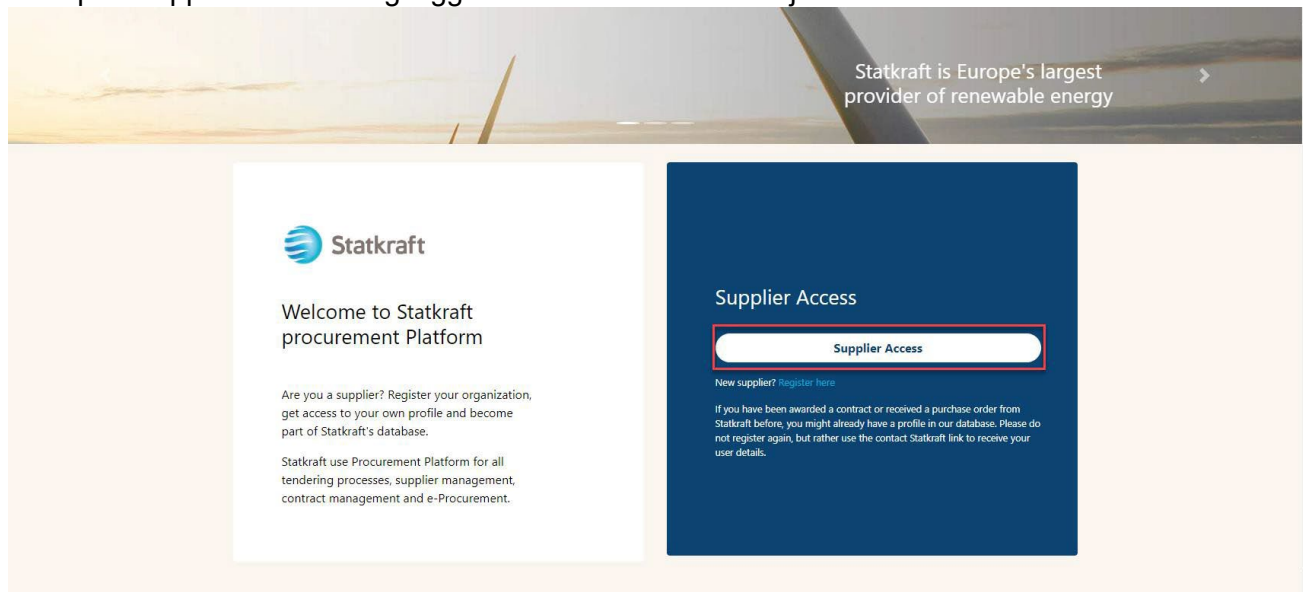 Statkraft is Europe's largest
provider of renewable energy
Statkraft
Welcome to Statkraft
procurement Platform
Are you a supplier? Register your organization,
get access to your own profile and become
part of Statkraft's database.
Statkraft use Procurement Platform for all
tendering processes, supplier management,
contract management and e-Procurement.
Supplier Access
Supplier Access
New supplier? Register here
If you have been awarded a contract or received a purchase order from
Statkraft before, you might already have a profile in our database. Please do
not register again, but rather use the contact Statkraft link to receive your
user details.